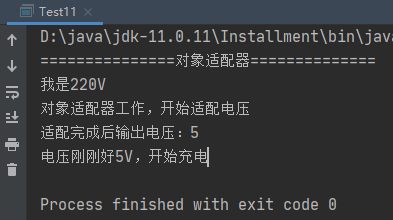 Test11
D:\java\jdk-11.0.11\Installment\bin\java
===============对象适配器==============
我是220V
对象适配器工作，开始适配电压
适配完成后输出电压：5
电压刚刚好5V，开始充电
Process finished with exit code 0